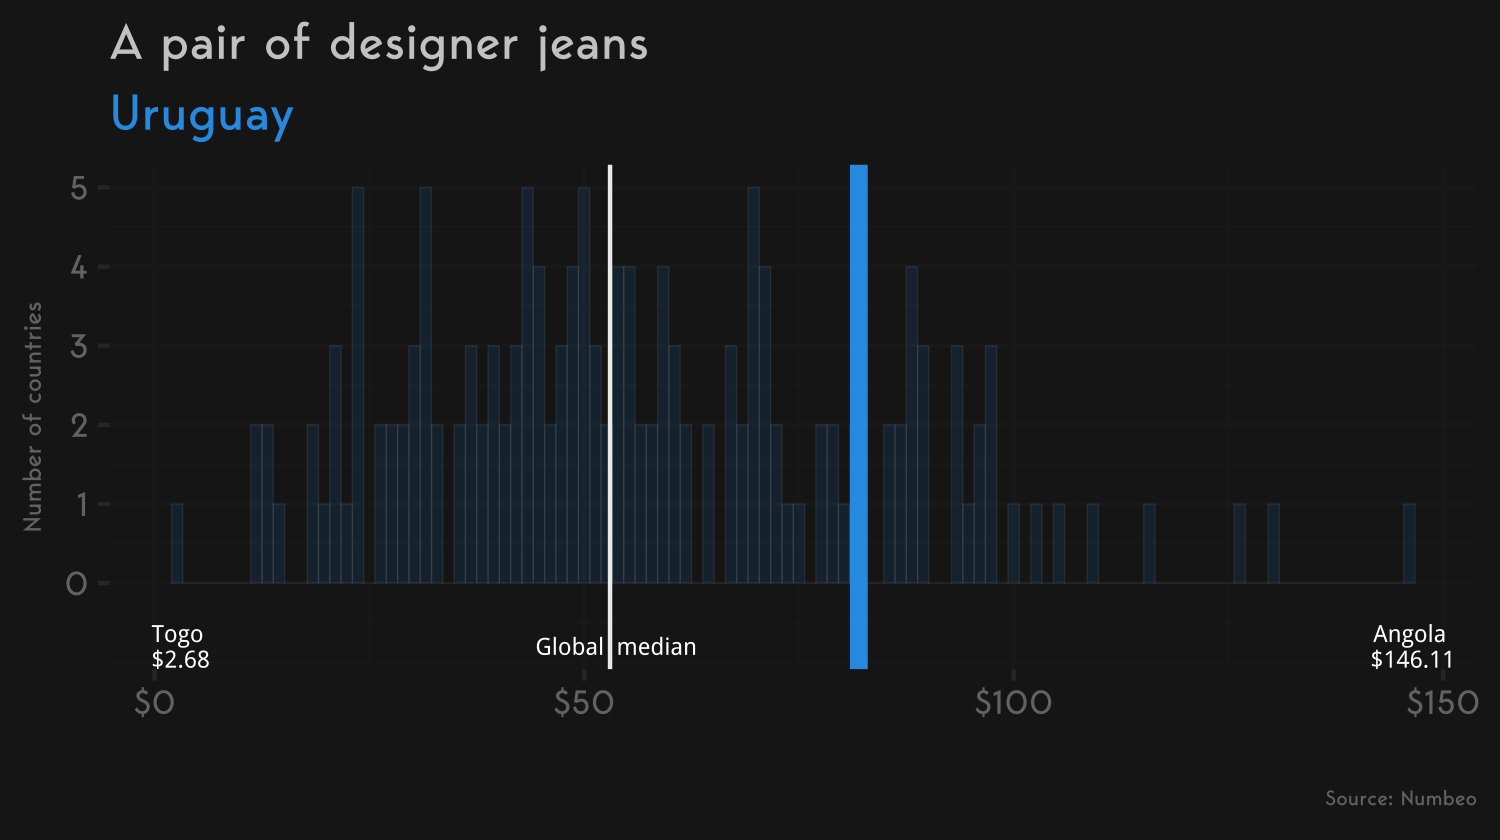 A pair of designer jeans
Uruguay
Number of countries
5
4
3
2
1
0
Togo
$2.68
Global median
Angola
$146.11
$0 $50 $100 $150
Source: Numbeo